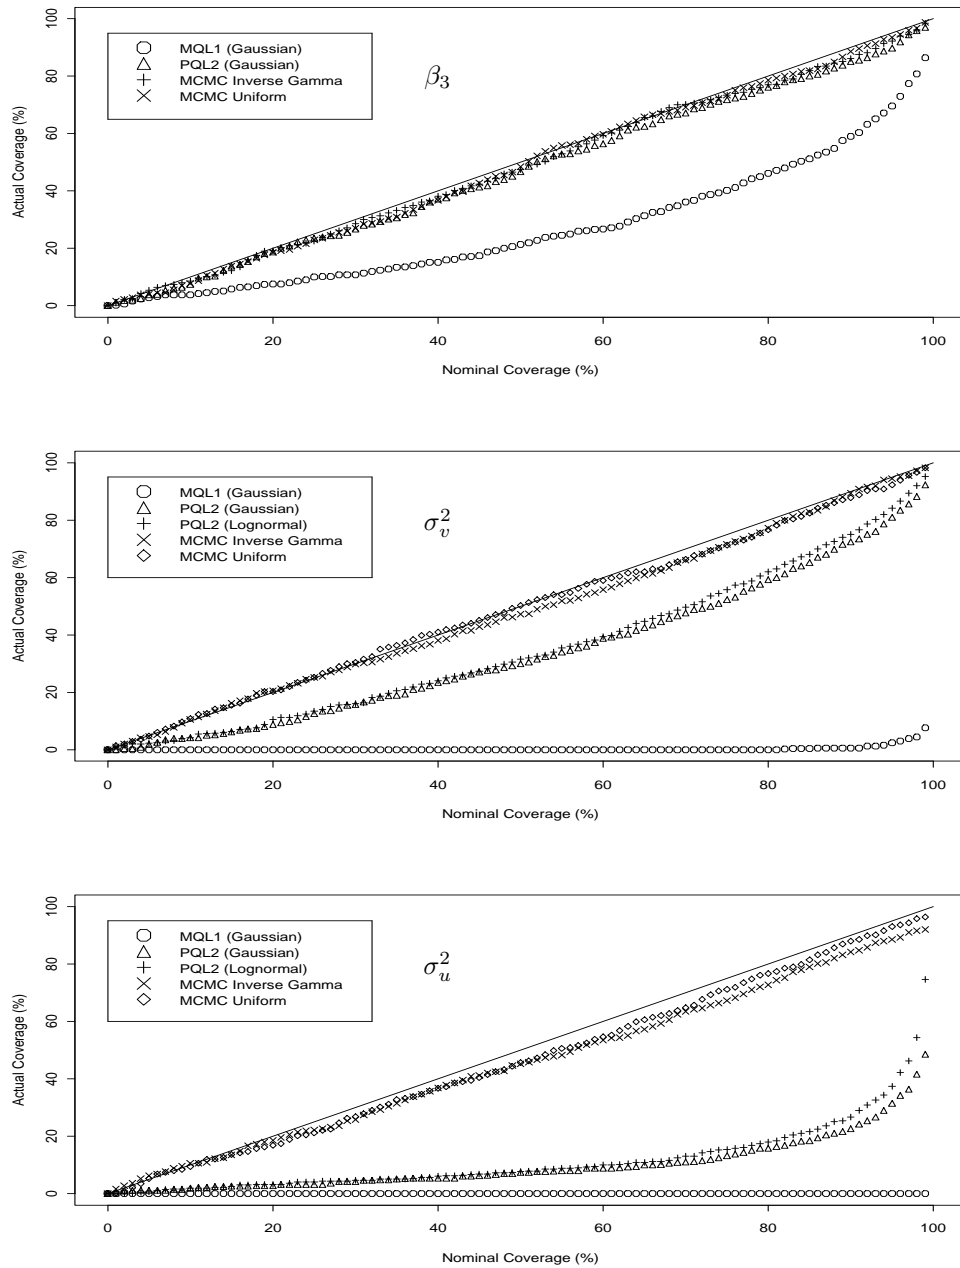 100
80
60
40
20
0
Actual Coverage (%)
MQL1 (Gaussian)
PQL2 (Gaussian)
MCMC Inverse Gamma
MCMC Uniform
β₃
0 20 40 60 80 100
Nominal Coverage (%)
100
80
60
40
20
0
Actual Coverage (%)
MQL1 (Gaussian)
PQL2 (Gaussian)
PQL2 (Lognormal)
MCMC Inverse Gamma
MCMC Uniform
σ²ᵥ
0 20 40 60 80 100
Nominal Coverage (%)
100
80
60
40
20
0
Actual Coverage (%)
MQL1 (Gaussian)
PQL2 (Gaussian)
PQL2 (Lognormal)
MCMC Inverse Gamma
MCMC Uniform
σ²ᵤ
0 20 40 60 80 100
Nominal Coverage (%)